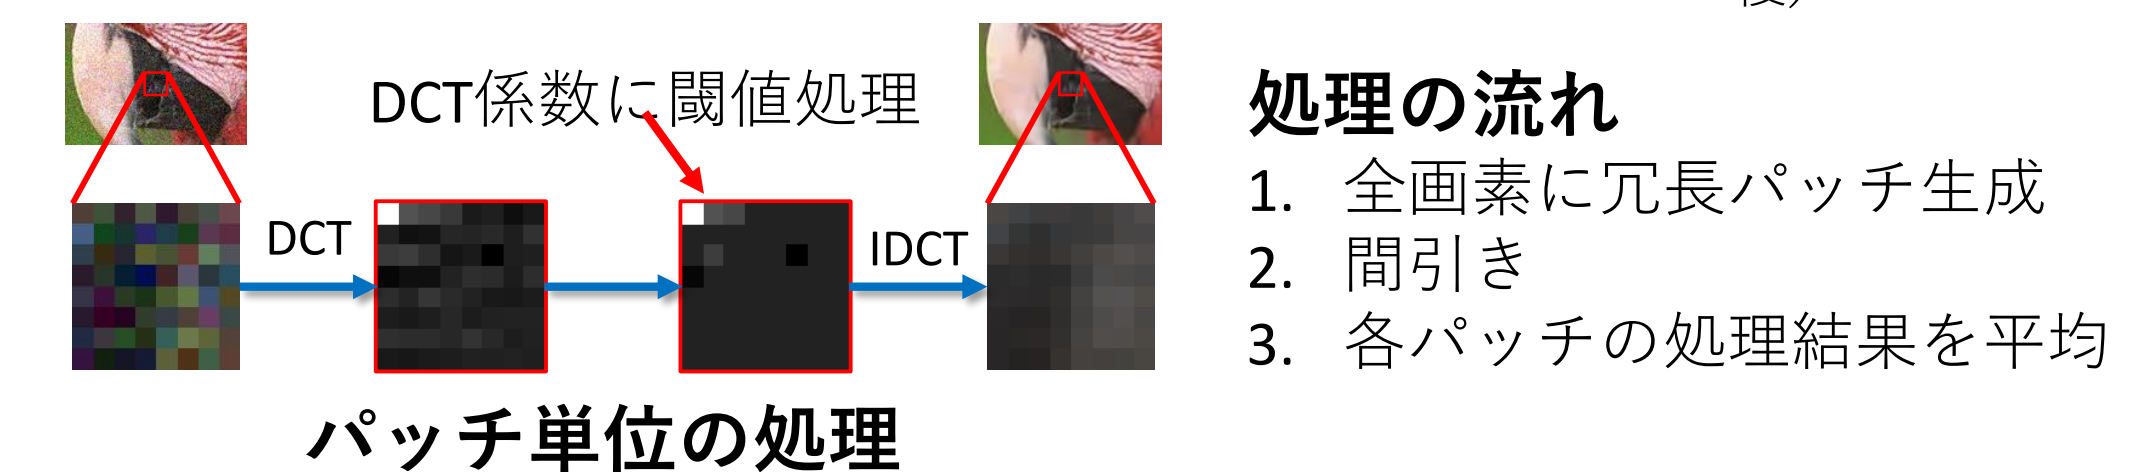 DCT係数に閾値処理
DCT
IDCT
パッチ単位の処理
処理の流れ
1. 全画素に冗長パッチ生成
2. 間引き
3. 各パッチの処理結果を平均